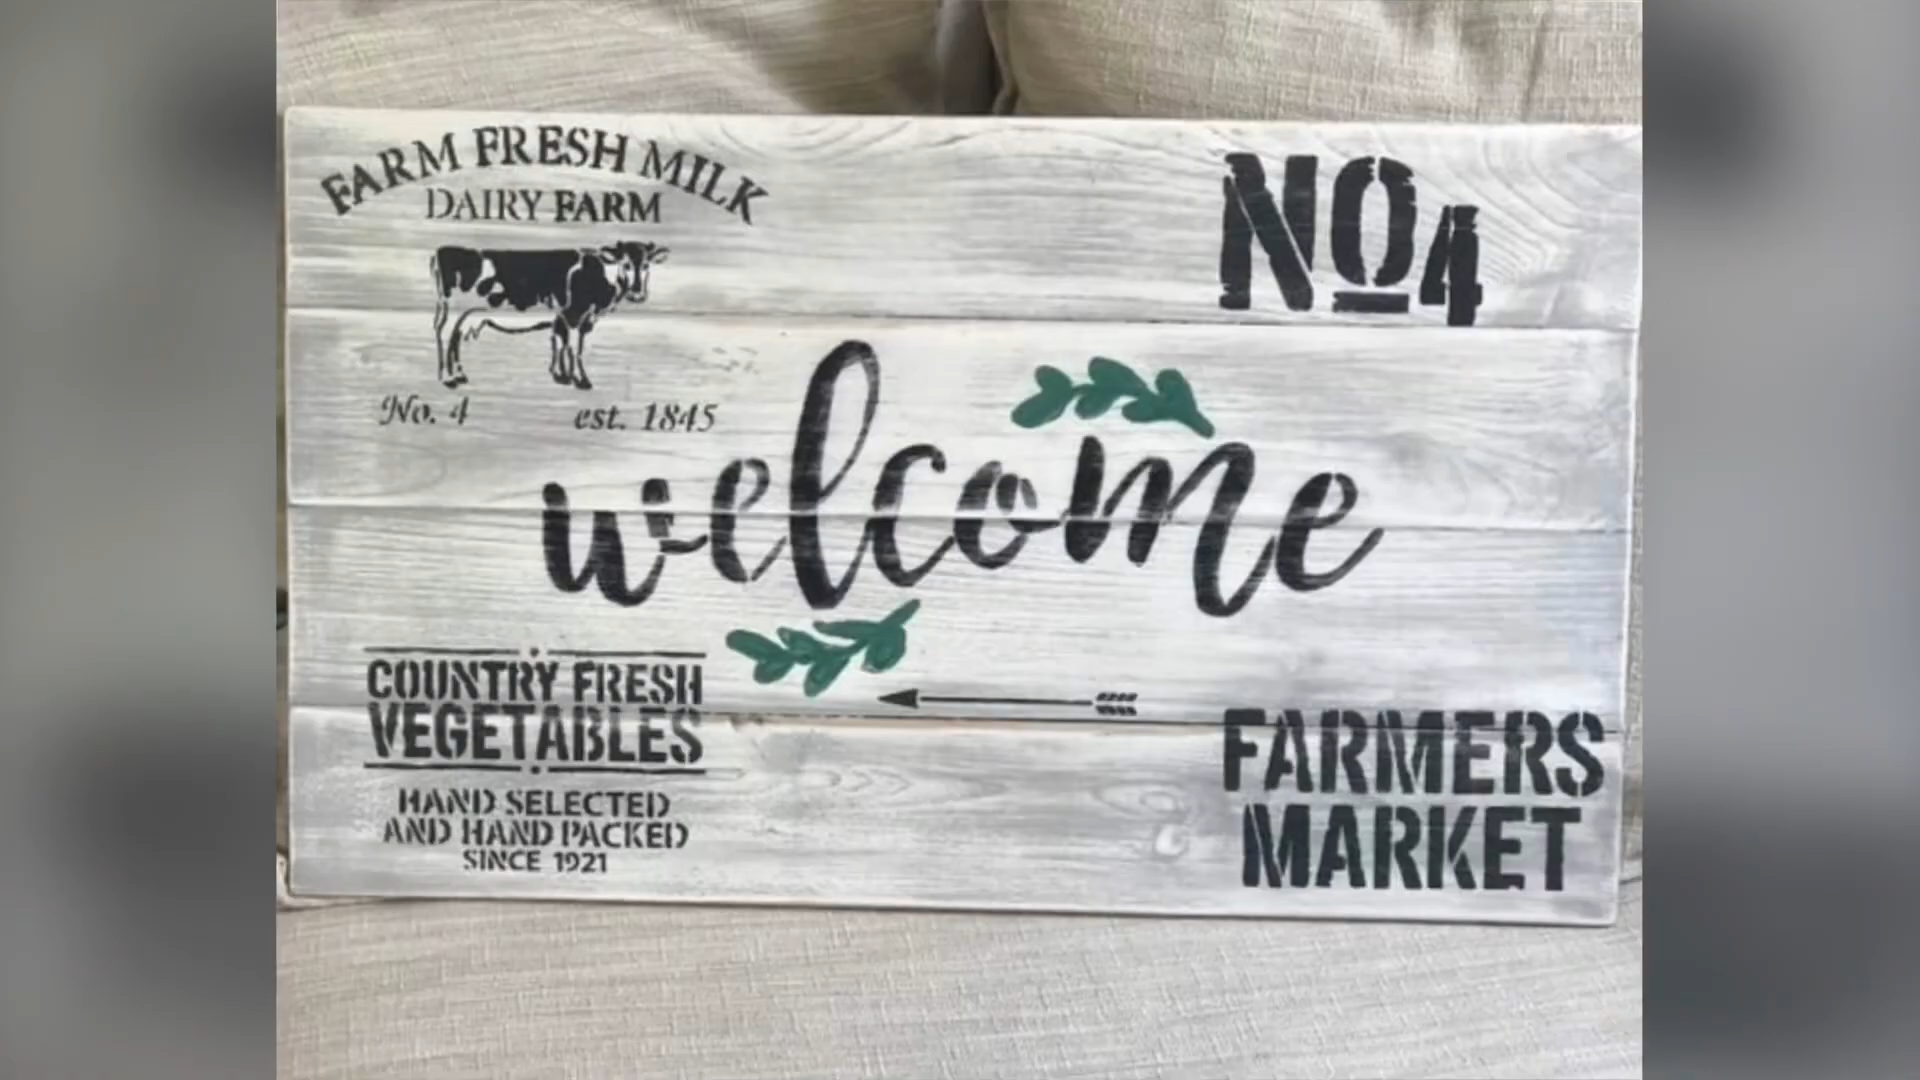 FARM FRESH MILK
DAIRY FARM
No. 4 est. 1845
No4
welcome
COUNTRY FRESH
VEGETABLES
HAND SELECTED
AND HAND PACKED
SINCE 1921
FARMERS
MARKET